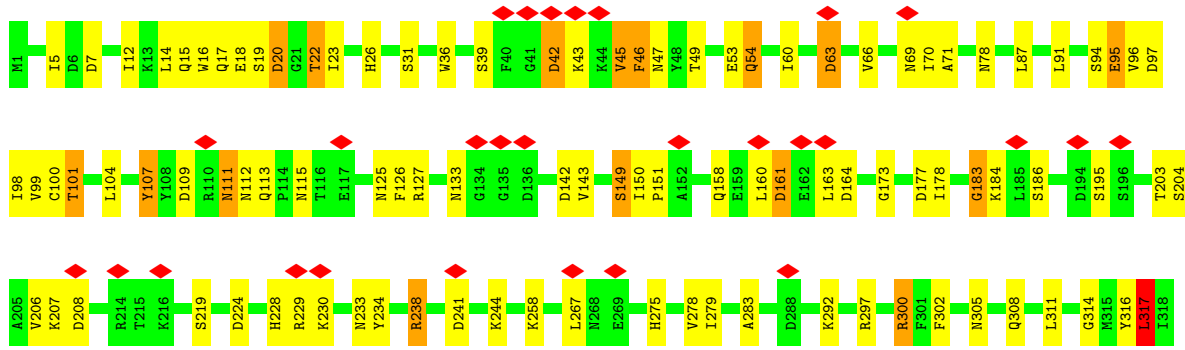 M1 I5 D6 D7 I12 K13 L14 Q15 W16 Q17 E18 S19 D20 G21 T22 I23 H26 S31 W36 S39 F40 G41 D42 K43 K44 V45 F46 N47 Y48 T49 E53 Q54 I60 D63 V66 N69 I70 A71 N78 L87 L91 S94 E95 V96 D97
I98 V99 C100 T101 L104 Y107 Y108 D109 R110 N111 N112 Q113 P114 N115 T116 E117 N125 F126 R127 N133 G134 G135 D136 D142 V143 S149 I150 P151 A152 Q158 E159 L160 D161 E162 L163 D164 G173 D177 I178 G183 K184 L185 S186 D194 S195 S196 T203 S204
A205 V206 K207 D208 R214 T215 K216 S219 D224 H228 R229 K230 N233 Y234 R238 D241 K244 K258 L267 N268 E269 H275 V278 I279 A283 D288 K292 R297 R300 F301 F302 N305 Q308 L311 G314 M315 Y316 L317 I318